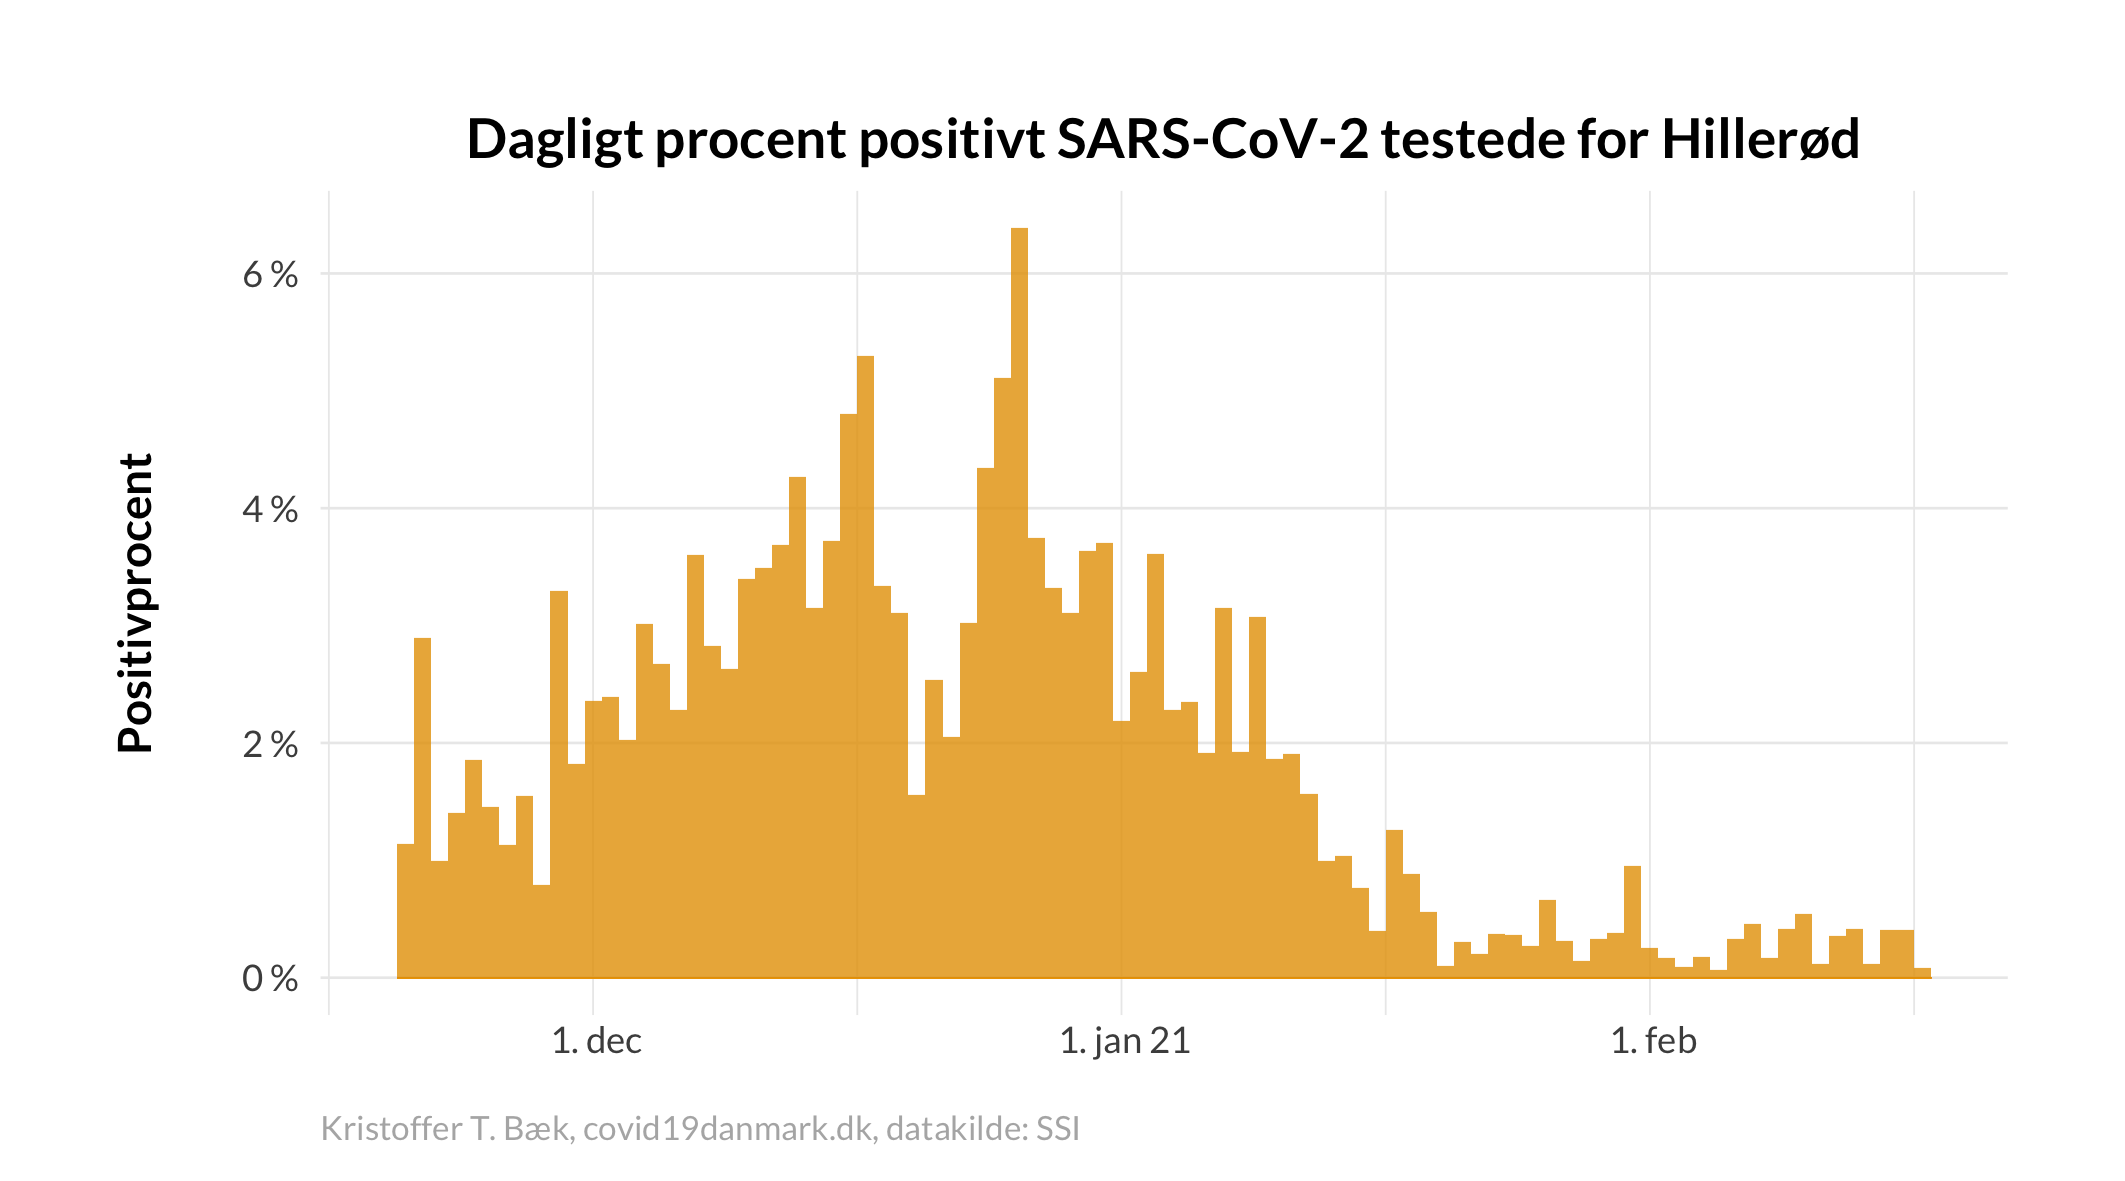 Dagligt procent positivt SARS-CoV-2 testede for Hillerød
Positivprocent
6 %
4 %
2 %
0 %
1. dec
1. jan 21
1. feb
Kristoffer T. Bæk, covid19danmark.dk, datakilde: SSI